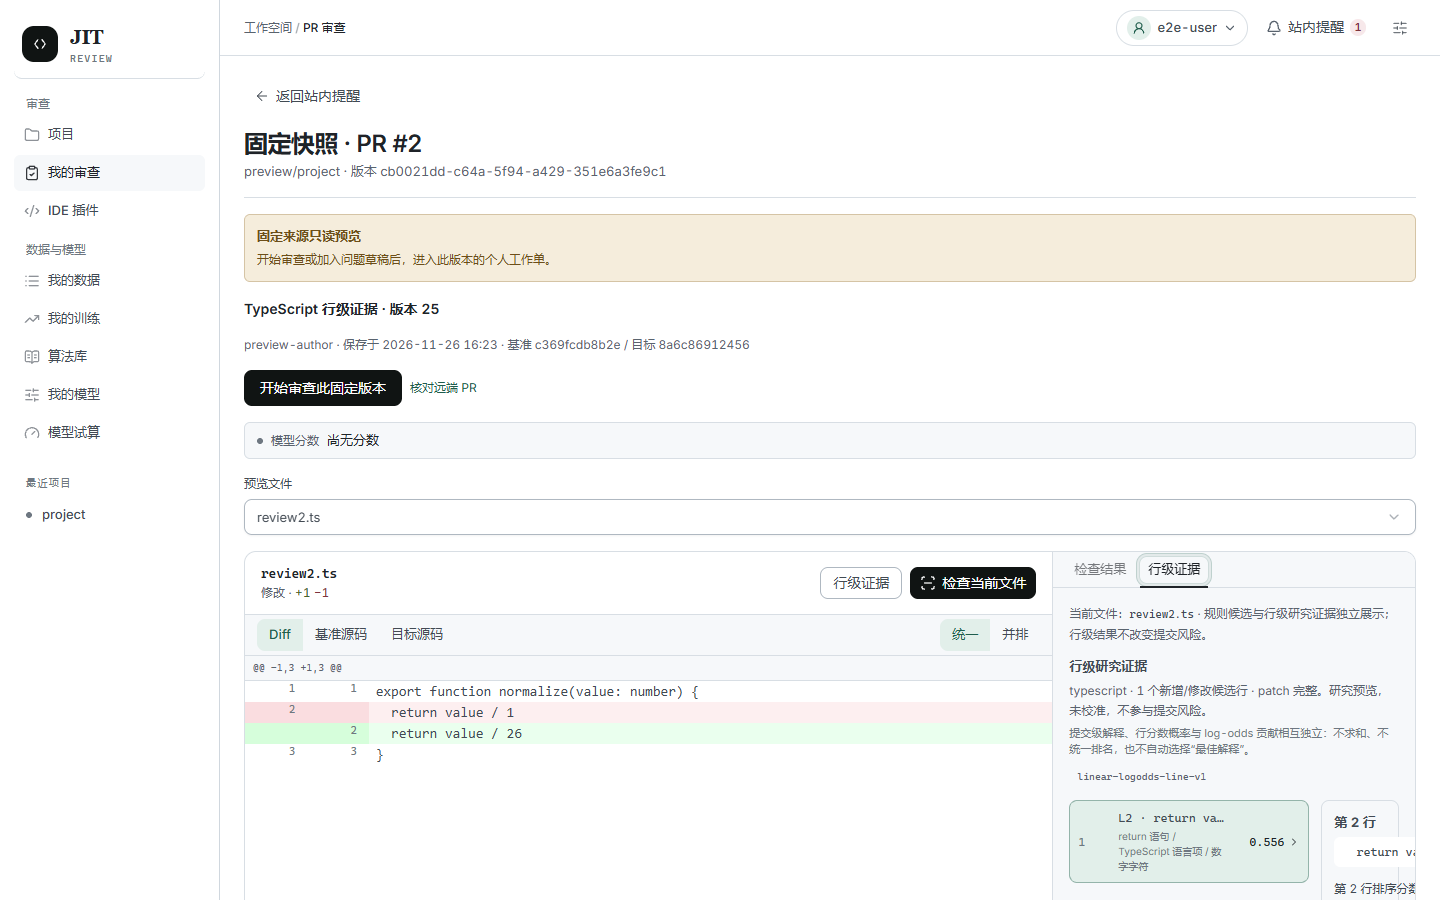 JIT
REVIEW
审查
项目
我的审查
IDE 插件
数据与模型
我的数据
我的训练
算法库
我的模型
模型试算
最近项目
project
工作空间 / PR 审查
e2e-user
站内提醒 1
返回站内提醒
固定快照 · PR #2
preview/project · 版本 cb0021dd-c64a-5f94-a429-351e6a3fe9c1
固定来源只读预览
开始审查或加入问题草稿后，进入此版本的个人工作单。
TypeScript 行级证据 · 版本 25
preview-author · 保存于 2026-11-26 16:23 · 基准 c369fcdb8b2e / 目标 8a6c86912456
开始审查此固定版本 核对远端 PR
模型分数 尚无分数
预览文件
review2.ts
review2.ts
修改 · +1 −1
行级证据 检查当前文件
Diff 基准源码 目标源码 统一 并排
@@ −1,3 +1,3 @@
1 1 export function normalize(value: number) {
2 return value / 1
2 return value / 26
3 3 }
检查结果 行级证据
当前文件: review2.ts · 规则候选与行级研究证据独立展示;
行级结果不改变提交风险。
行级研究证据
typescript · 1 个新增/修改候选行 · patch 完整。研究预览，
未校准，不参与提交风险。
提交级解释、行分数概率与 log-odds 贡献相互独立：不求和、不
统一排名，也不自动选择“最佳解释”。
linear-logodds-line-v1
1 L2 · return va… 0.556
return 语句 /
TypeScript 语言项 / 数
字字符
第 2 行
return va
第 2 行排序分数